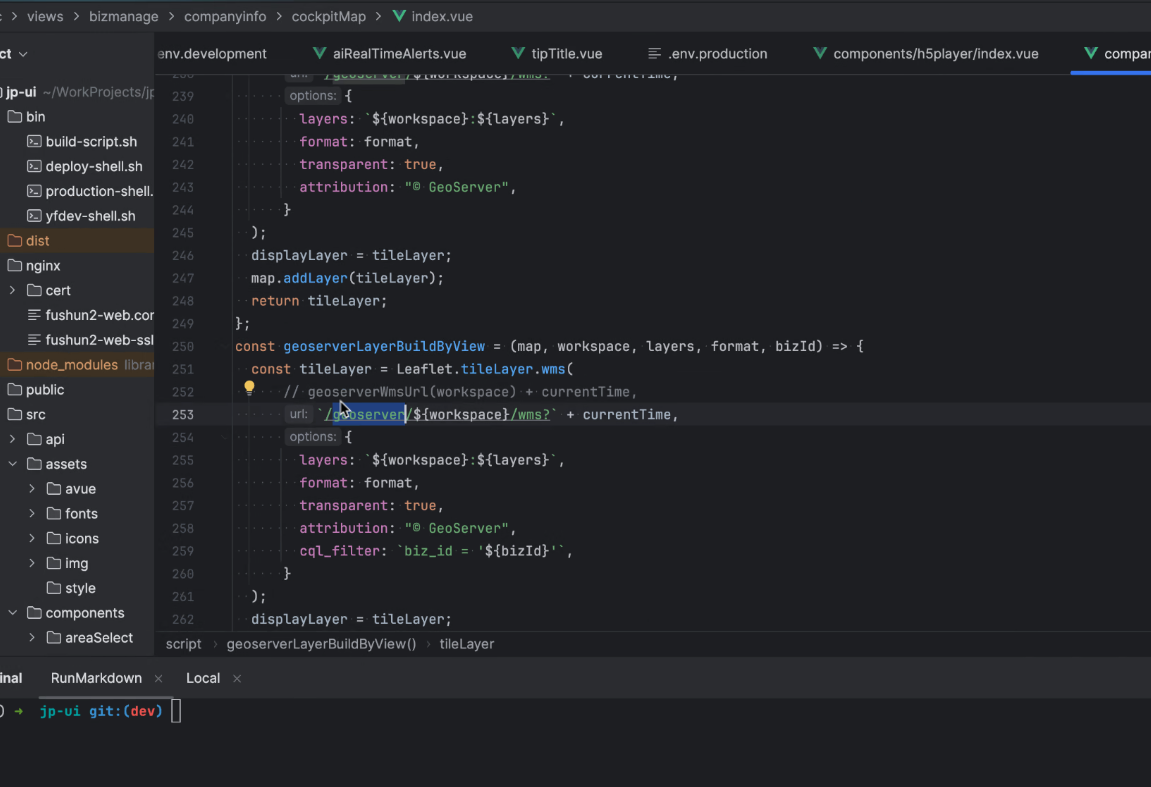 views > bizmanage > companyinfo > cockpitMap > index.vue
ct
env.development
aiRealTimeAlerts.vue
tipTitle.vue
.env.production
components/h5player/index.vue
compar
jp-ui ~/WorkProjects/jp
bin
build-script.sh
deploy-shell.sh
production-shell.
yfdev-shell.sh
dist
nginx
cert
fushun2-web.cor
fushun2-web-ssl
node_modules librar
public
src
api
assets
avue
fonts
icons
img
style
components
areaSelect
url: `/geoserver/${workspace}/wms?` + currentTime,
239 options: {
240 layers: `${workspace}:${layers}`,
241 format: format,
242 transparent: true,
243 attribution: "© GeoServer",
244 }
245 );
246 displayLayer = tileLayer;
247 map.addLayer(tileLayer);
248 return tileLayer;
249 };
250 const geoserverLayerBuildByView = (map, workspace, layers, format, bizId) => {
251 const tileLayer = Leaflet.tileLayer.wms(
252 // geoserverWmsUrl(workspace) + currentTime,
253 url: `/geoserver/${workspace}/wms?` + currentTime,
254 options: {
255 layers: `${workspace}:${layers}`,
256 format: format,
257 transparent: true,
258 attribution: "© GeoServer",
259 cql_filter: `biz_id = '${bizId}'`,
260 }
261 );
262 displayLayer = tileLayer;
script > geoserverLayerBuildByView() > tileLayer
inal
RunMarkdown ×
Local ×
) ➜ jp-ui git:(dev)